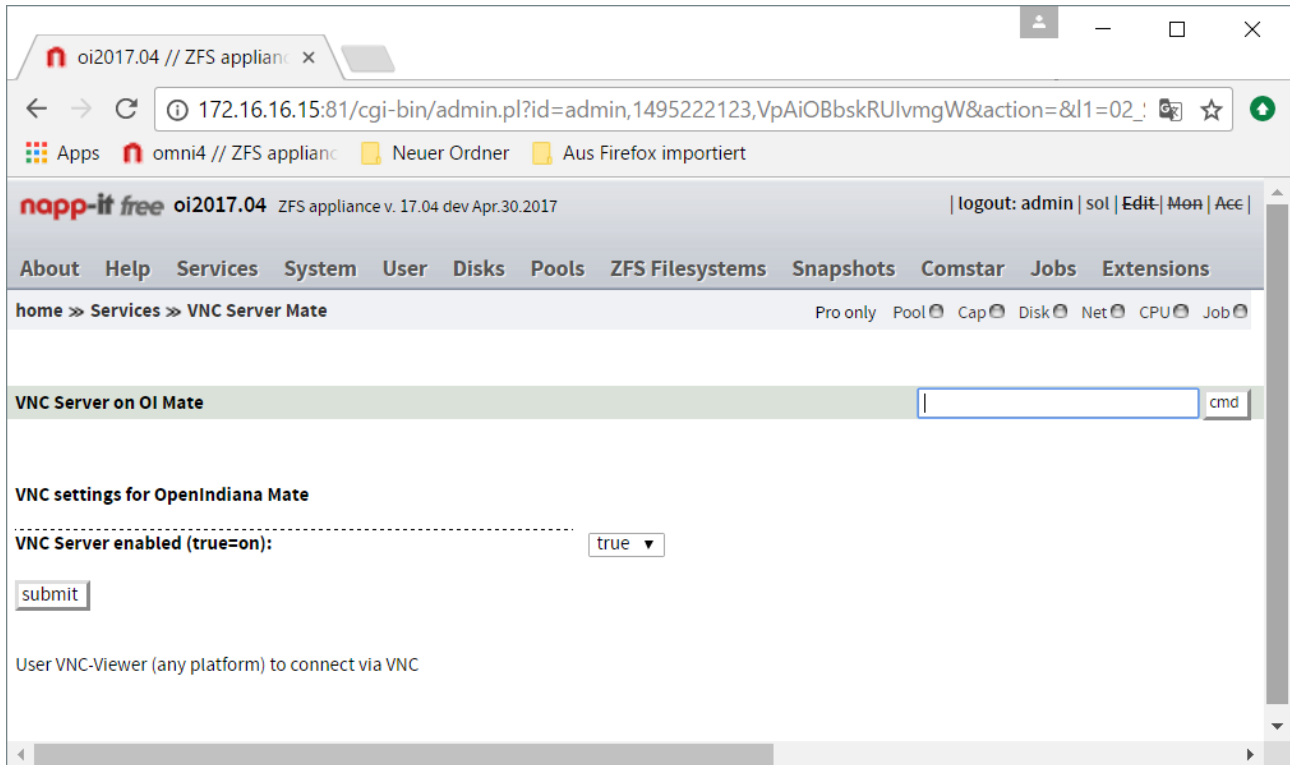 oi2017.04 // ZFS applianc
172.16.16.15:81/cgi-bin/admin.pl?id=admin,1495222123,VpAiOBbskRUIvmgW&action=&l1=02_
Apps omni4 // ZFS applianc Neuer Ordner Aus Firefox importiert
napp-it free oi2017.04 ZFS appliance v. 17.04 dev Apr.30.2017 | logout: admin | sol | Edit | Mon | Acc |
About Help Services System User Disks Pools ZFS Filesystems Snapshots Comstar Jobs Extensions
home >> Services >> VNC Server Mate Pro only Pool Cap Disk Net CPU Job
VNC Server on OI Mate cmd
VNC settings for OpenIndiana Mate
VNC Server enabled (true=on): true
submit
User VNC-Viewer (any platform) to connect via VNC